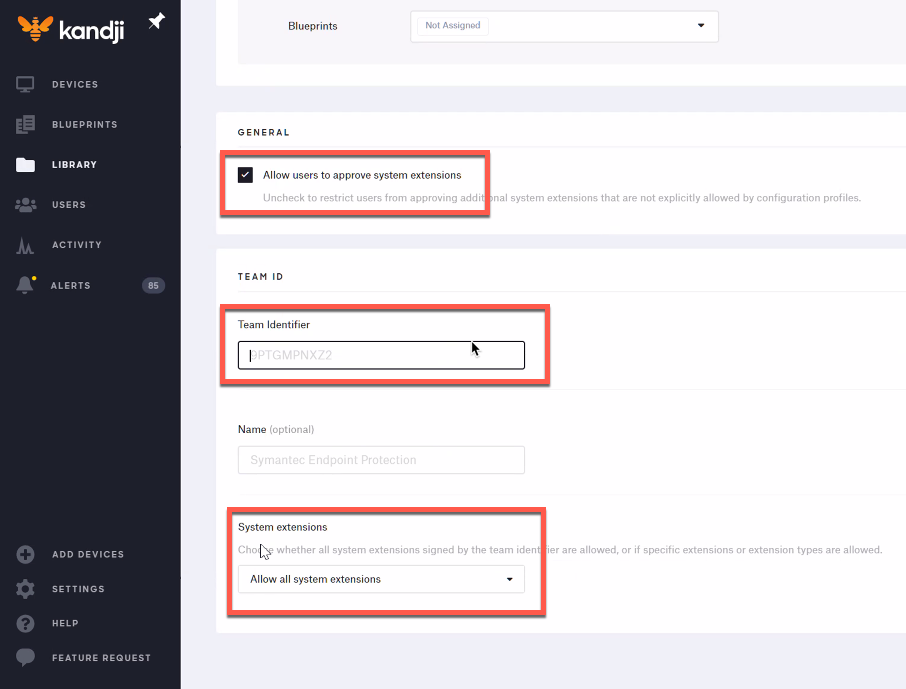 kandji
DEVICES
BLUEPRINTS
LIBRARY
USERS
ACTIVITY
ALERTS 85
ADD DEVICES
SETTINGS
HELP
FEATURE REQUEST
Blueprints Not Assigned
GENERAL
Allow users to approve system extensions
Uncheck to restrict users from approving additional system extensions that are not explicitly allowed by configuration profiles.
TEAM ID
Team Identifier
9PTGMPNXZ2
Name (optional)
Symantec Endpoint Protection
System extensions
Choose whether all system extensions signed by the team identifier are allowed, or if specific extensions or extension types are allowed.
Allow all system extensions